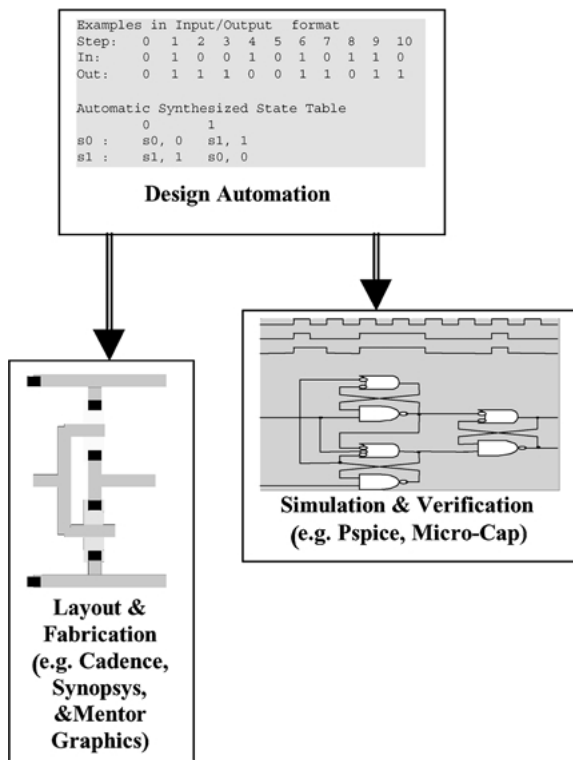 Examples in Input/Output format
Step: 0 1 2 3 4 5 6 7 8 9 10
In: 0 1 0 0 1 0 1 0 1 1 0
Out: 0 1 1 1 0 0 1 1 0 1 1
Automatic Synthesized State Table
0 1
s0 : s0, 0 s1, 1
s1 : s1, 1 s0, 0
Design Automation
Simulation & Verification
(e.g. Pspice, Micro-Cap)
Layout &
Fabrication
(e.g. Cadence,
Synopsys,
&Mentor
Graphics)